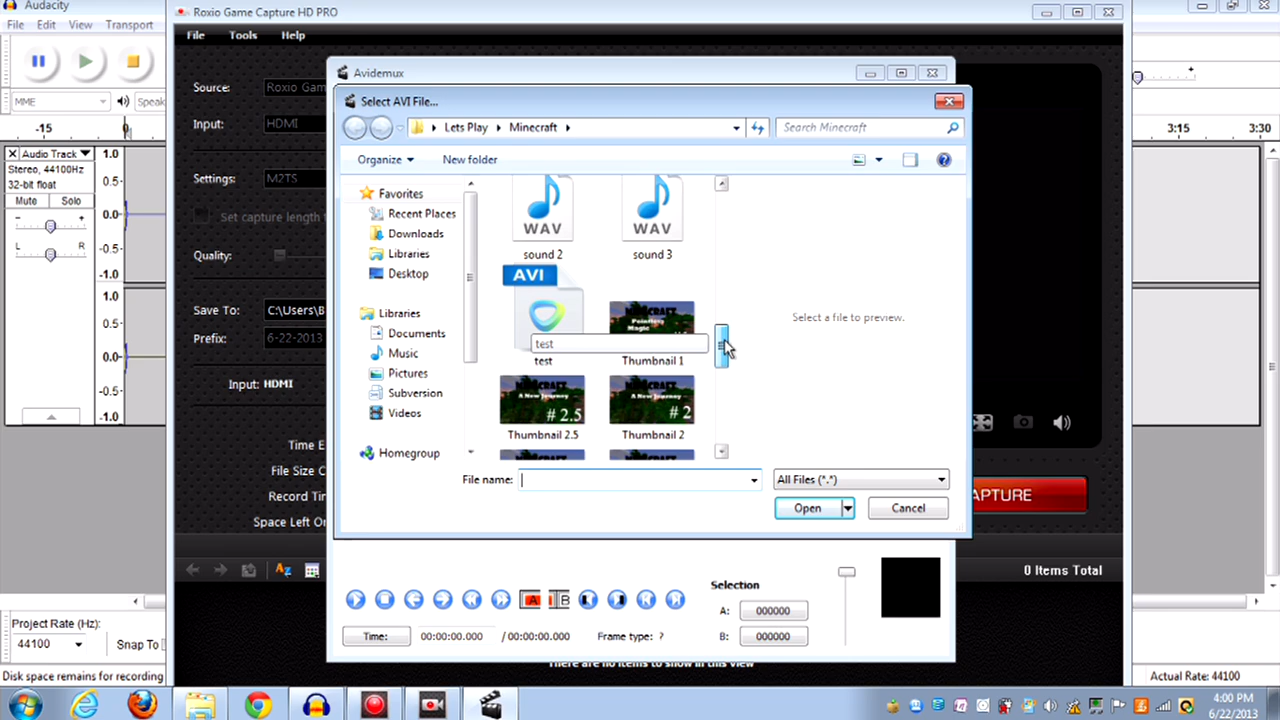 Audacity
File Edit View Transport
MME
Speak
-15
0
Audio Track
Stereo, 44100Hz
32-bit float
Mute Solo
- +
L R
1.0
0.5
0.0
-0.5
-1.0
1.0
0.5
0.0
-0.5
-1.0
Project Rate (Hz):
44100
Snap To
Disk space remains for recording
Roxio Game Capture HD PRO
File Tools Help
Source:
Roxio Gam
Input:
HDMI
Settings:
M2TS
Set capture length t
Quality:
Save To:
C:\Users\B
Prefix:
6-22-2013
Input: HDMI
Time E
File Size C
Record Tim
Space Left On
APTURE
0 Items Total
There are no items to show in this view
Avidemux
Select AVI File...
Lets Play
Minecraft
Search Minecraft
Organize
New folder
Favorites
Recent Places
Downloads
Libraries
Desktop
Libraries
Documents
Music
Pictures
Subversion
Videos
Homegroup
WAV
WAV
sound 2
sound 3
AVI
test
test
Thumbnail 1
A New Journey
A New Journey
# 2.5
# 2
Thumbnail 2.5
Thumbnail 2
Select a file to preview.
File name:
All Files (*.*)
Open
Cancel
A
B
Selection
A: 000000
B: 000000
Time:
00:00:00.000
/ 00:00:00.000
Frame type: ?
3:15
3:30
Actual Rate: 44100
4:00 PM
6/22/2013